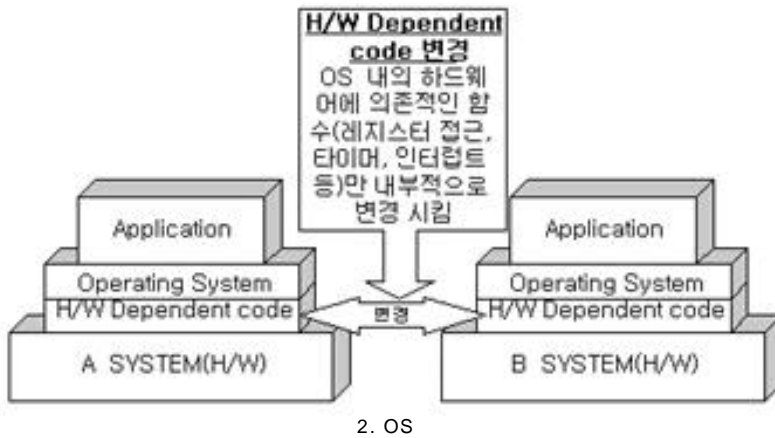 H/W Dependent
code 변경
OS 내의 하드웨
어에 의존적인 함
수(레지스터 접근,
타이머, 인터럽트
등)만 내부적으로
변경 시킴
Application
Operating System
H/W Dependent code
A SYSTEM(H/W)
변경
Application
Operating System
H/W Dependent code
B SYSTEM(H/W)
2. OS